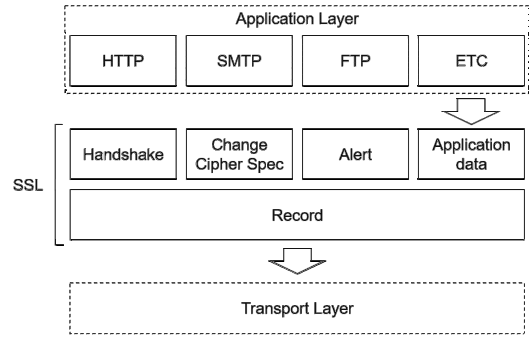 Application Layer
HTTP
SMTP
FTP
ETC
SSL
Handshake
Change
Cipher Spec
Alert
Application
data
Record
Transport Layer